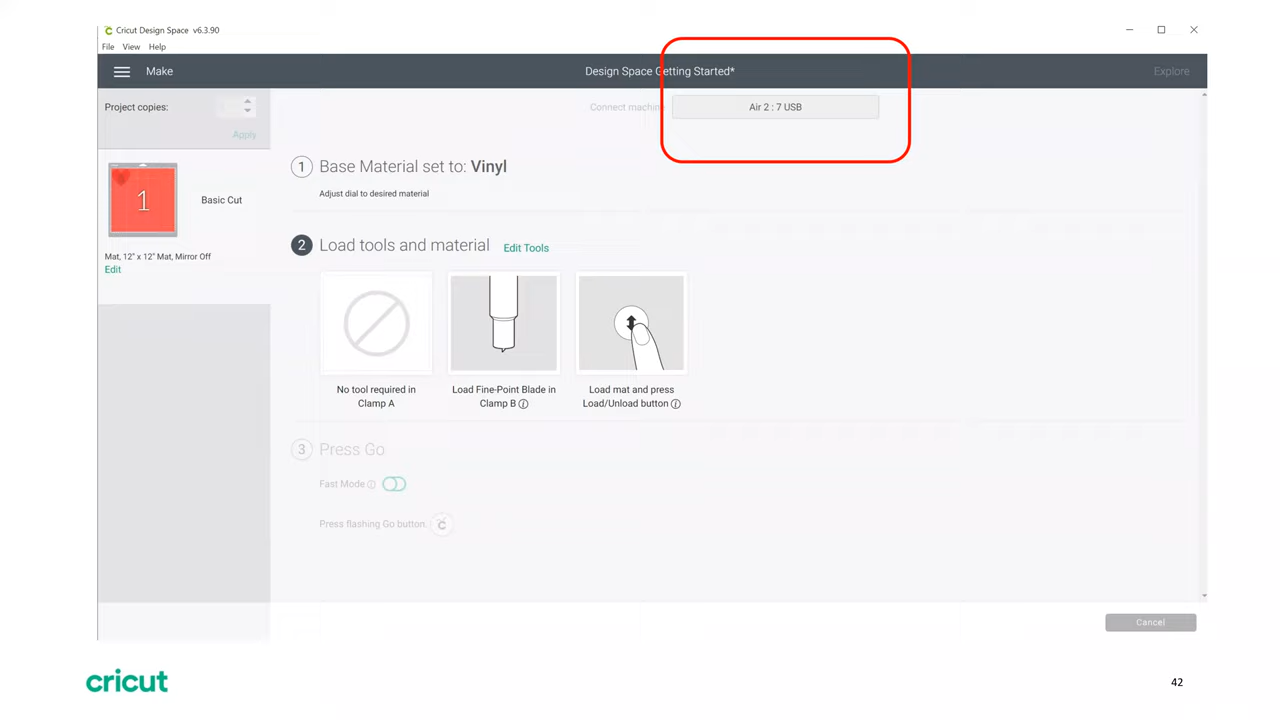 Cricut Design Space v6.3.90
File View Help
Make
Design Space Getting Started*
Explore
Project copies:
Apply
Connect machine
Air 2 : 7 USB
1
Basic Cut
Mat, 12" x 12" Mat, Mirror Off
Edit
1 Base Material set to: Vinyl
Adjust dial to desired material
2 Load tools and material Edit Tools
No tool required in
Clamp A
Load Fine-Point Blade in
Clamp B
Load mat and press
Load/Unload button
3 Press Go
Fast Mode
Press flashing Go button.
Cancel
cricut
42